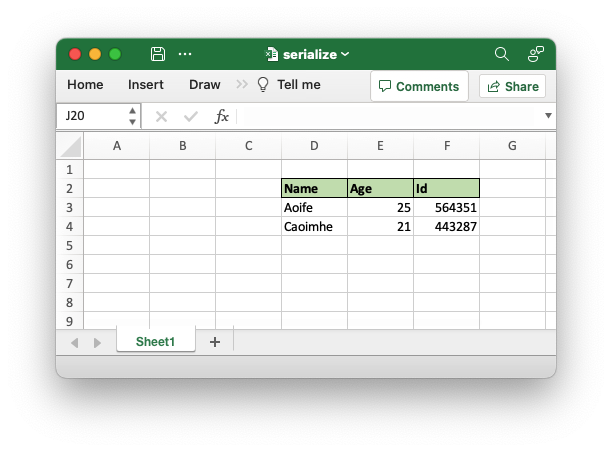 serialize
Home Insert Draw Tell me Comments Share
J20 fx
A B C D E F G
1
2 Name Age Id
3 Aoife 25 564351
4 Caoimhe 21 443287
5
6
7
8
9
Sheet1 +